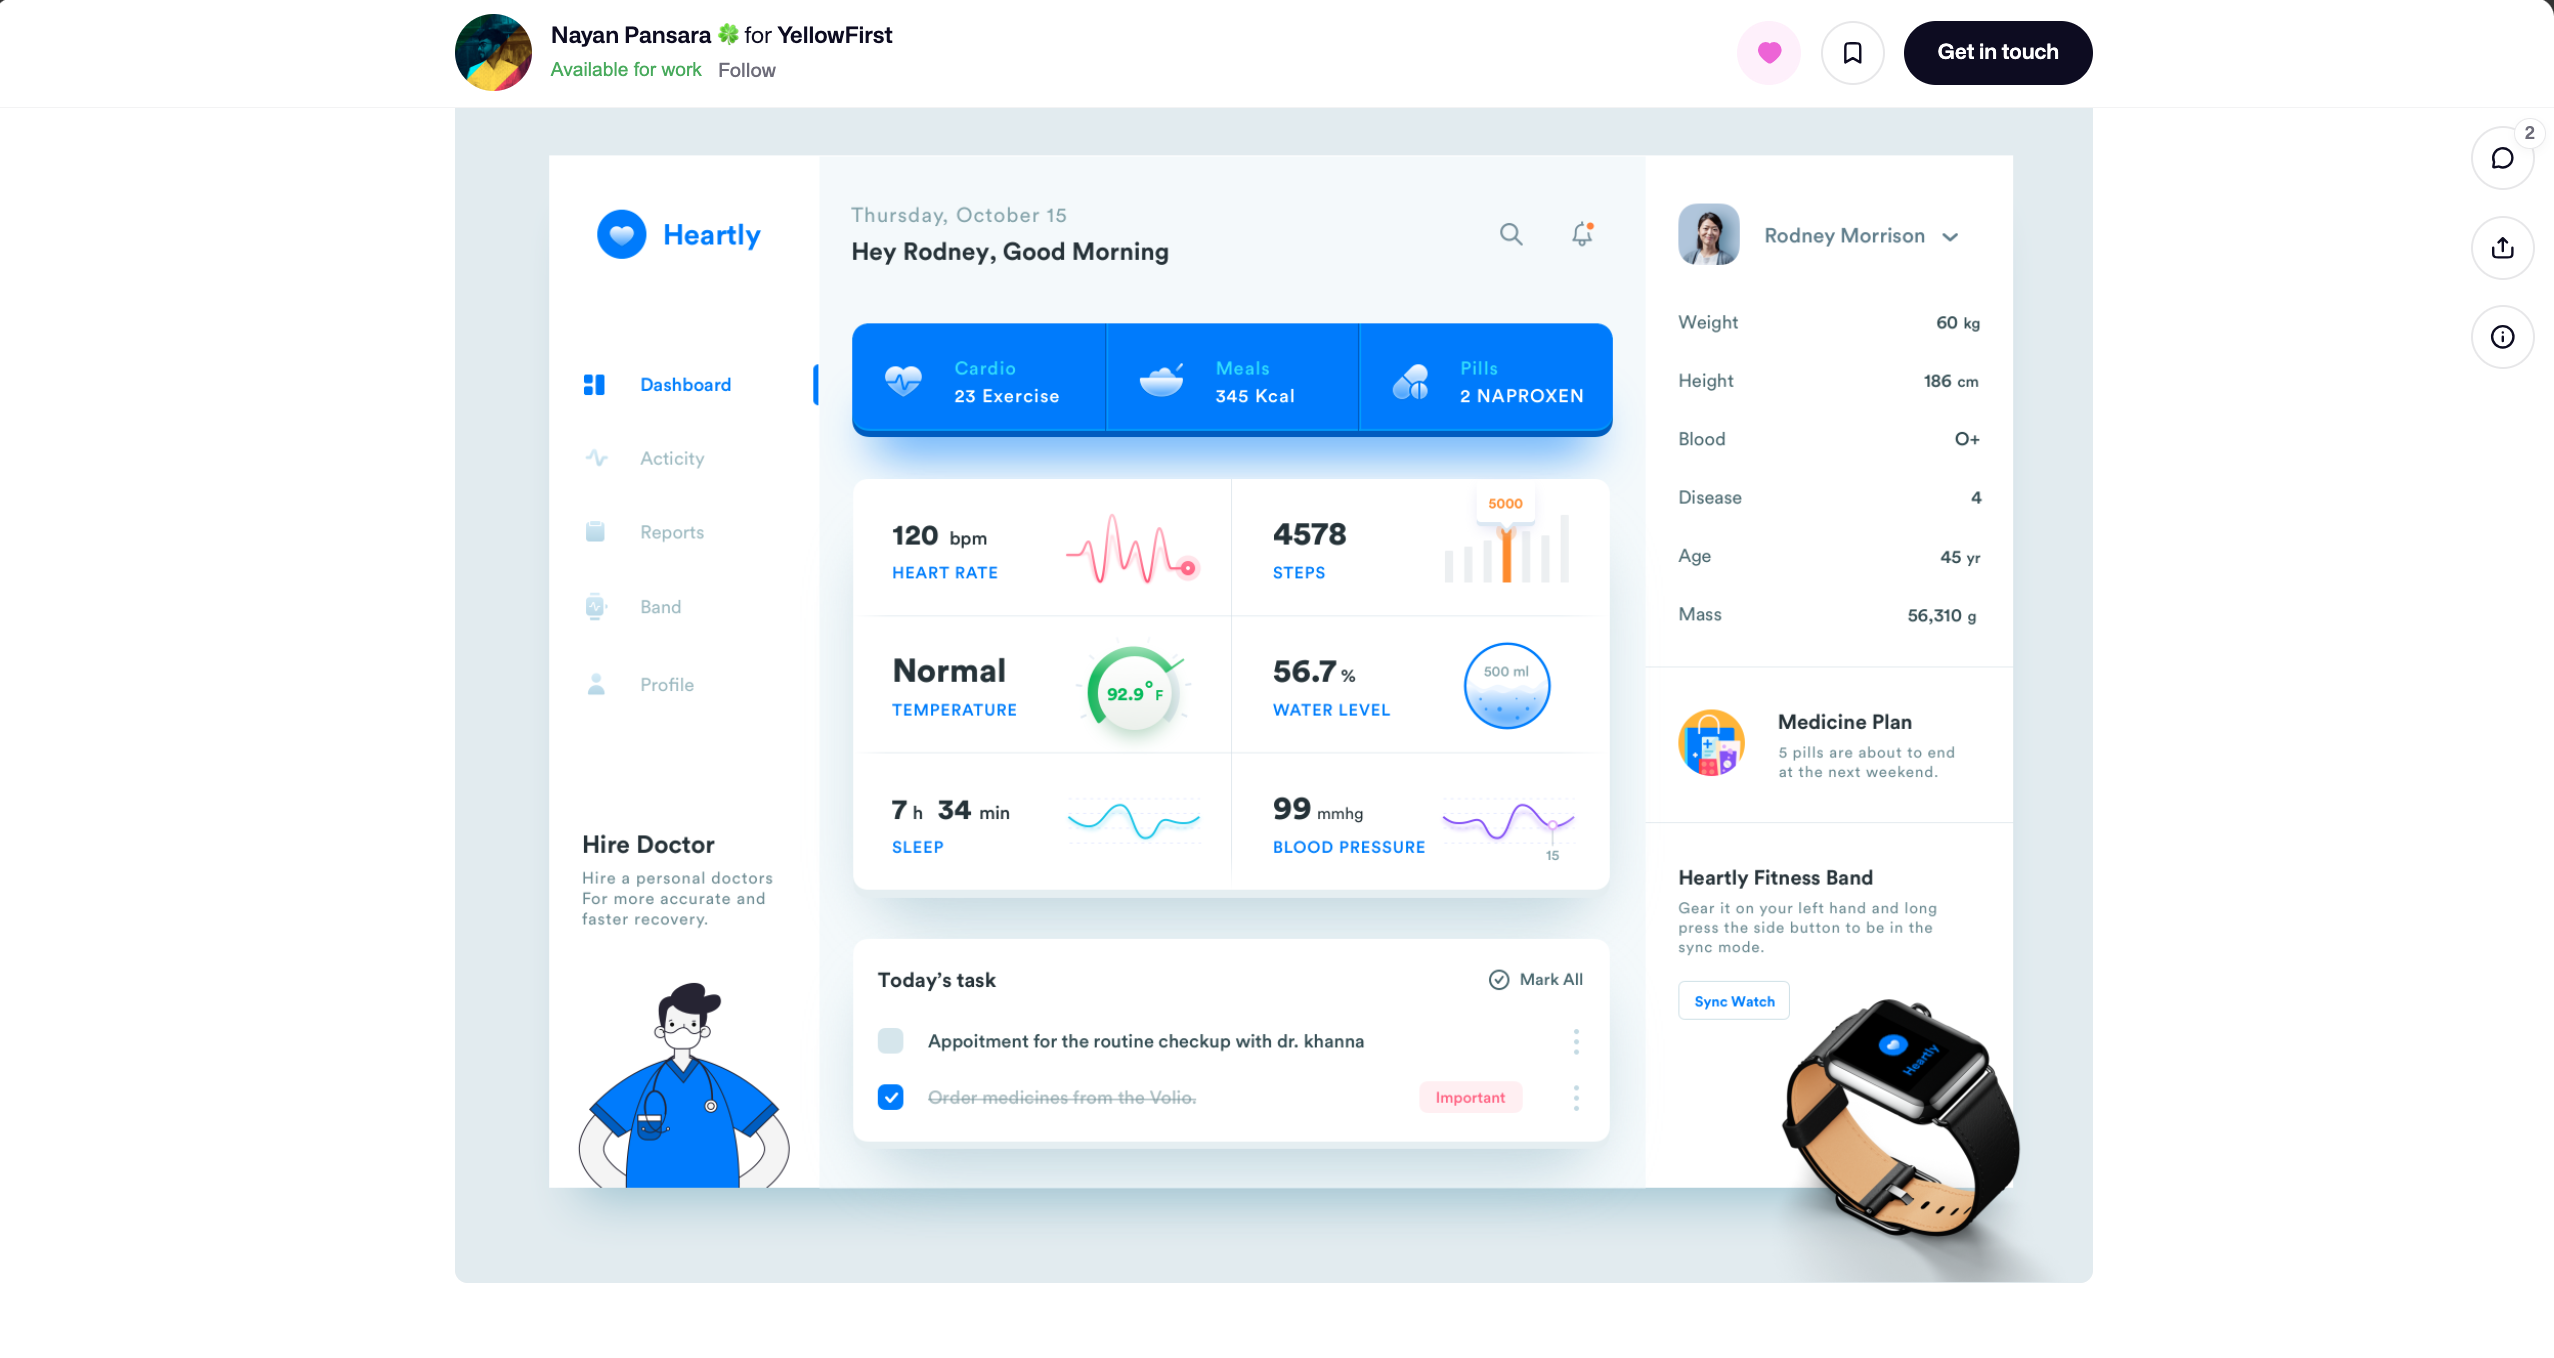 Nayan Pansara 🍀 for YellowFirst
Available for work Follow
Get in touch
2
Heartly
Dashboard
Acticity
Reports
Band
Profile
Hire Doctor
Hire a personal doctors
For more accurate and
faster recovery.
Thursday, October 15
Hey Rodney, Good Morning
Cardio
23 Exercise
Meals
345 Kcal
Pills
2 NAPROXEN
120 bpm
HEART RATE
4578
STEPS
5000
Normal
TEMPERATURE
92.9° F
56.7 %
WATER LEVEL
500 ml
7 h 34 min
SLEEP
99 mmhg
BLOOD PRESSURE
15
Today’s task
Mark All
Appoitment for the routine checkup with dr. khanna
Order medicines from the Volio.
Important
Rodney Morrison
Weight 60 kg
Height 186 cm
Blood O+
Disease 4
Age 45 yr
Mass 56,310 g
Medicine Plan
5 pills are about to end
at the next weekend.
Heartly Fitness Band
Gear it on your left hand and long
press the side button to be in the
sync mode.
Sync Watch
Heartly